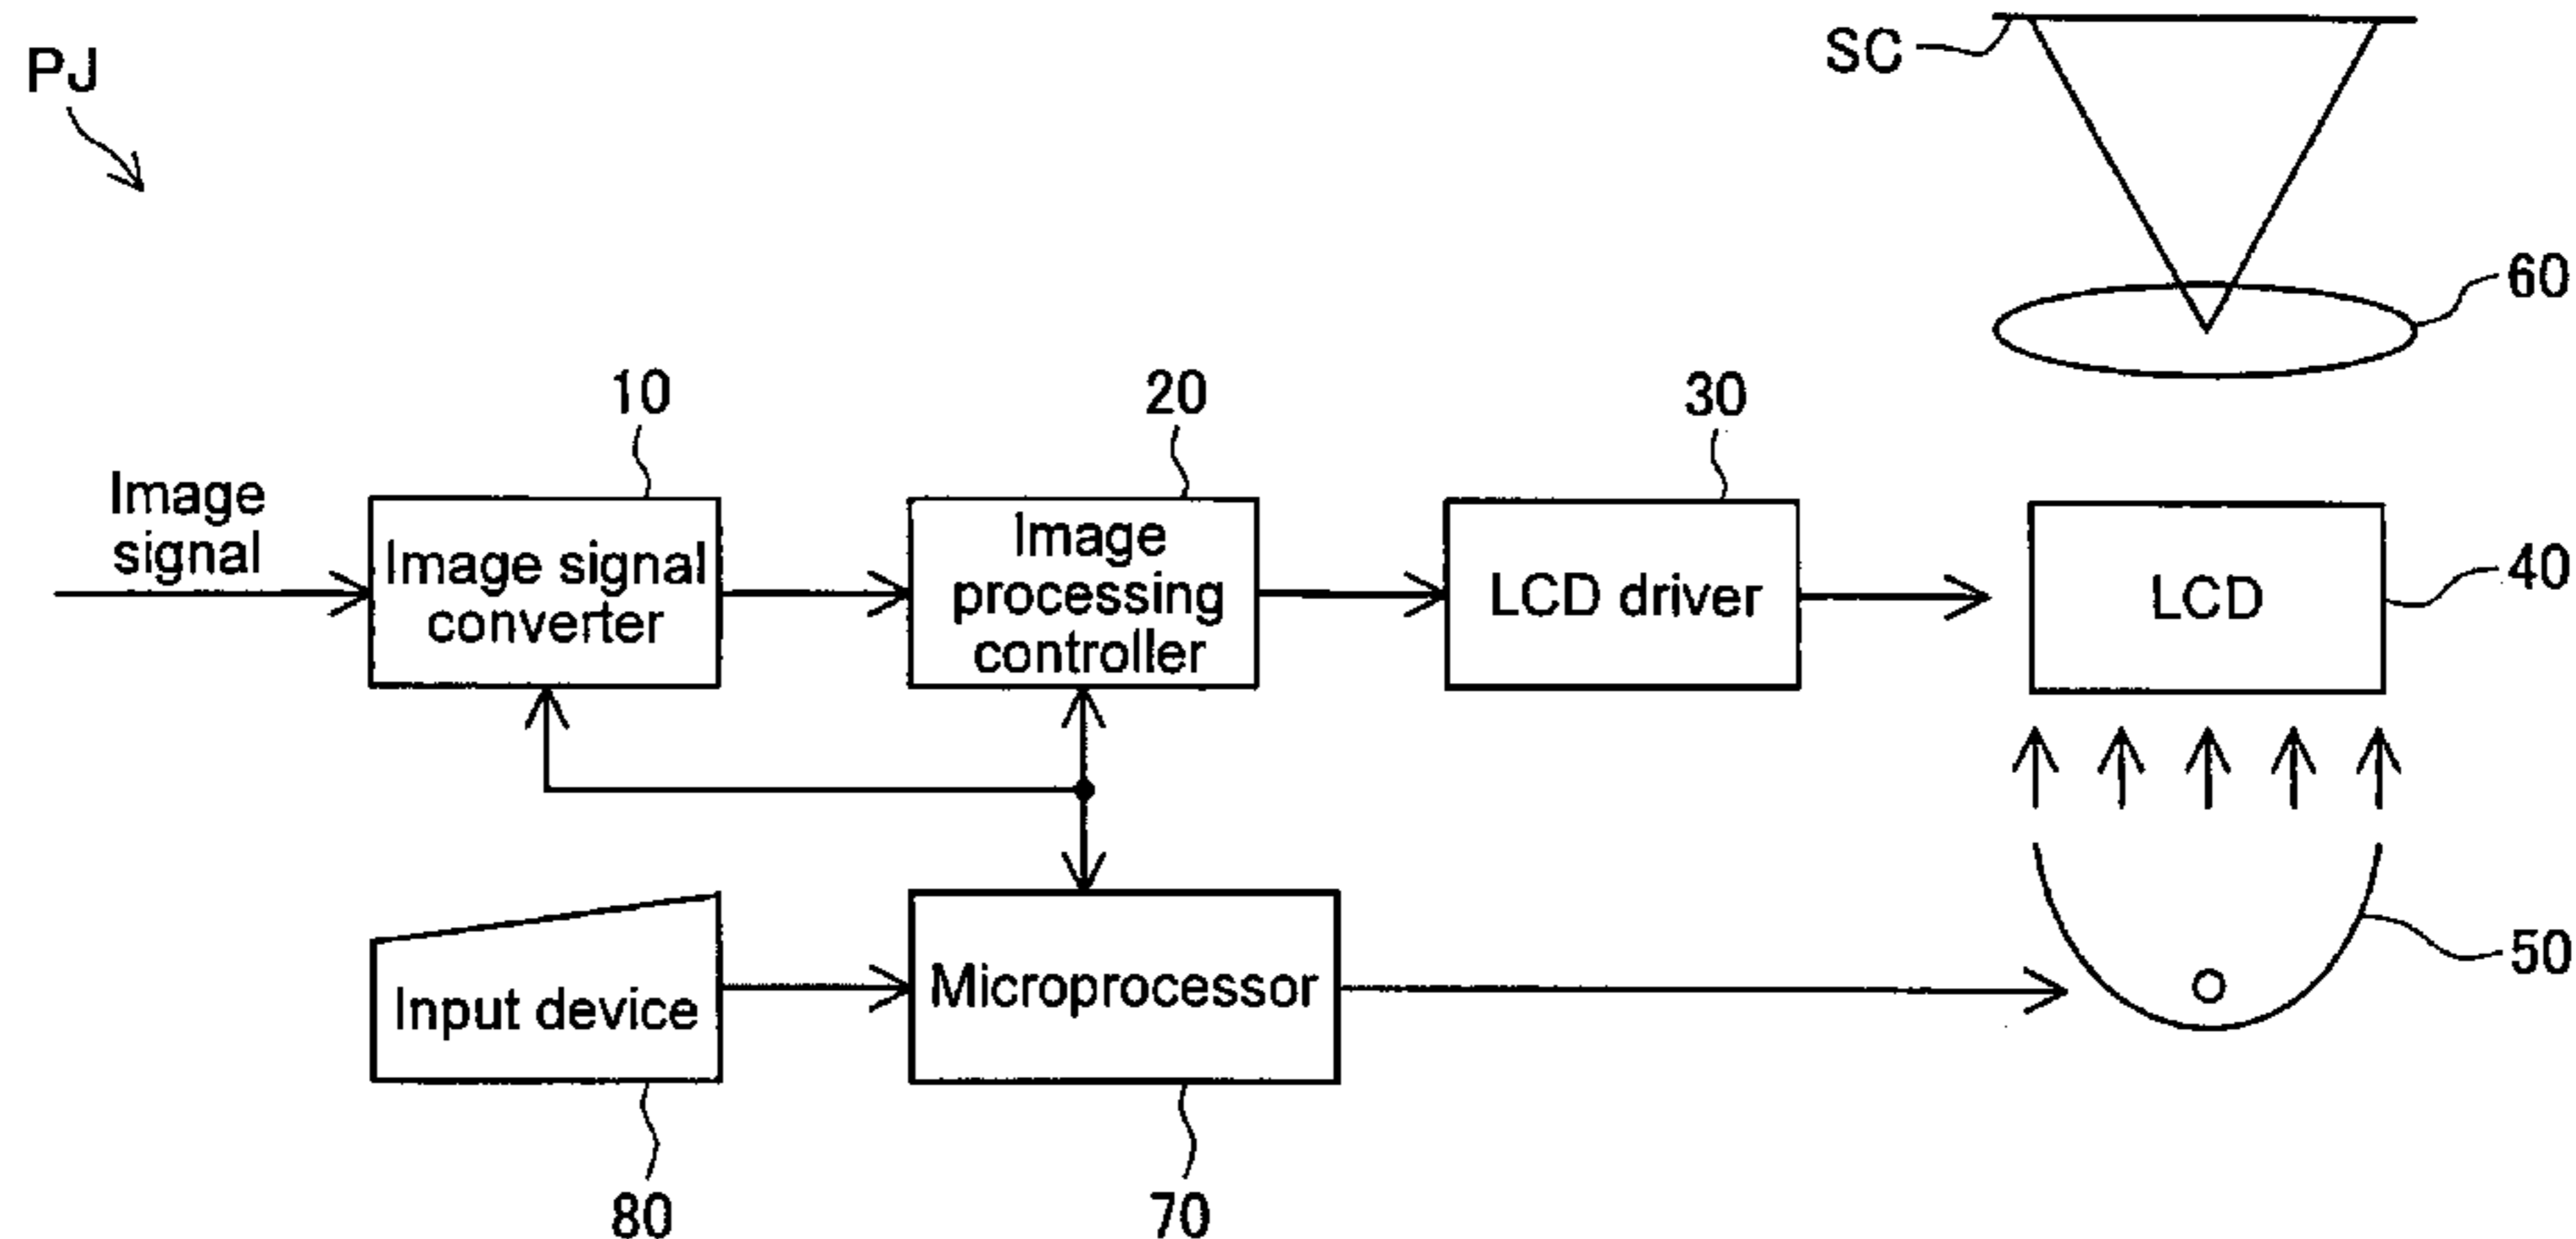 PJ
SC
60
10
20
30
Image
signal
Image signal
converter
Image
processing
controller
LCD driver
LCD
40
Input device
Microprocessor
50
80
70